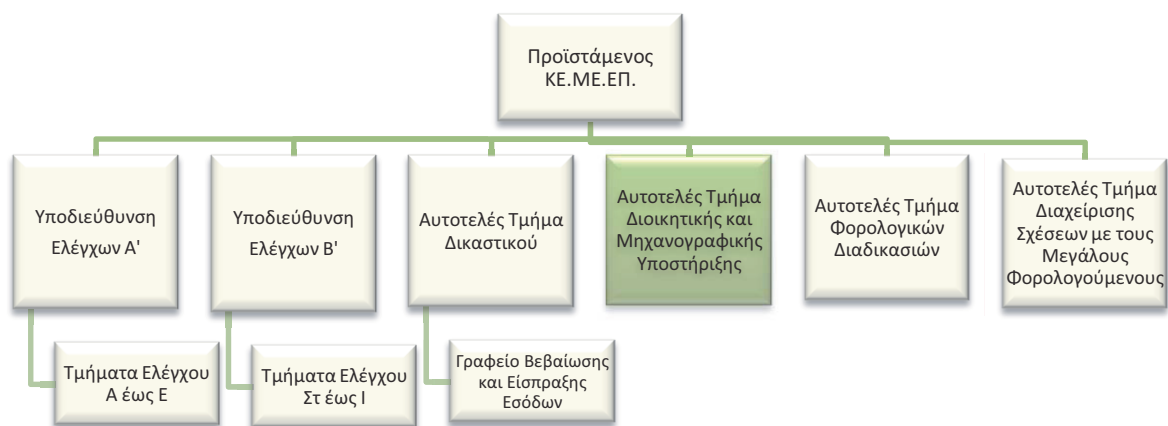 Προϊστάμενος
ΚΕ.ΜΕ.ΕΠ.
Υποδιεύθυνση
Ελέγχων Α'
Υποδιεύθυνση
Ελέγχων Β'
Αυτοτελές Τμήμα
Δικαστικού
Αυτοτελές Τμήμα
Διοικητικής και
Μηχανογραφικής
Υποστήριξης
Αυτοτελές Τμήμα
Φορολογικών
Διαδικασιών
Αυτοτελές Τμήμα
Διαχείρισης
Σχέσεων με τους
Μεγάλους
Φορολογούμενους
Τμήματα Ελέγχου
Α έως Ε
Τμήματα Ελέγχου
Στ έως Ι
Γραφείο Βεβαίωσης
και Είσπραξης
Εσόδων